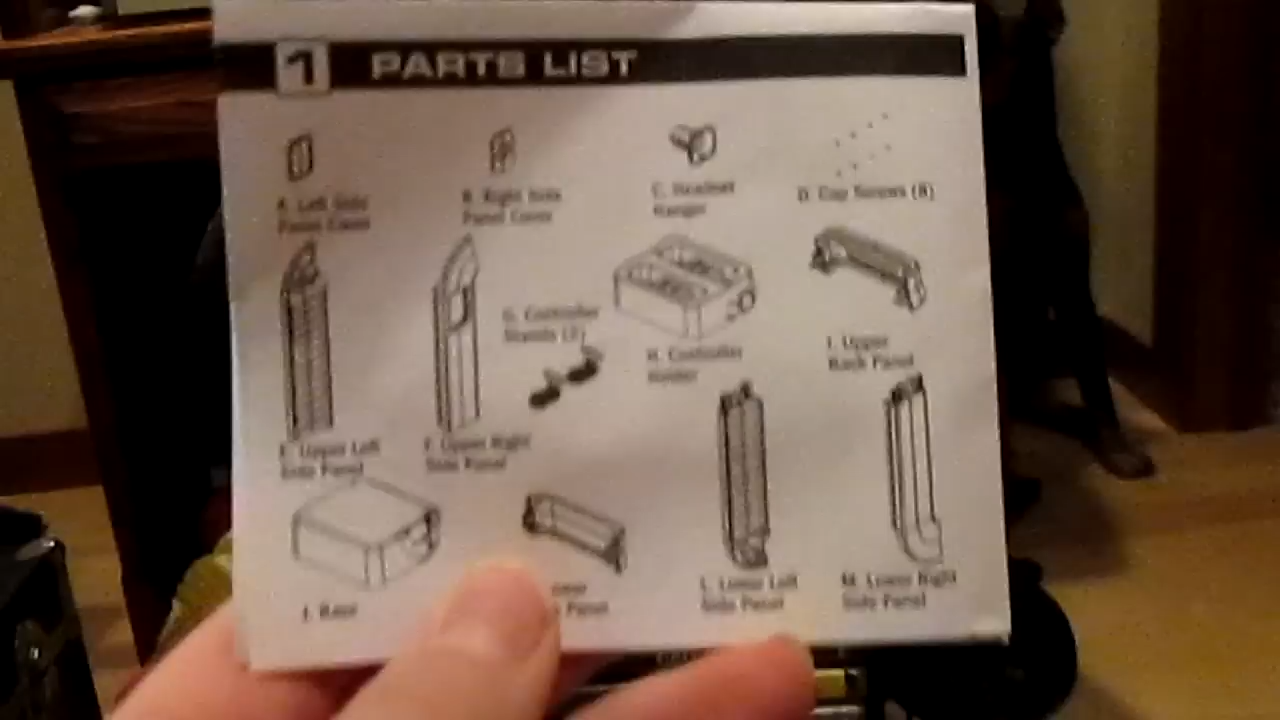 1 PARTS LIST
A. Left Side
Panel Cover
B. Right Side
Panel Cover
C. Headset
Hanger
D. Cap Screws (8)
E. Upper Left
Side Panel
F. Upper Right
Side Panel
G. Controller
Stands (2)
H. Controller
Holder
I. Upper
Back Panel
J. Base
Panel
L. Lower Left
Side Panel
M. Lower Right
Side Panel